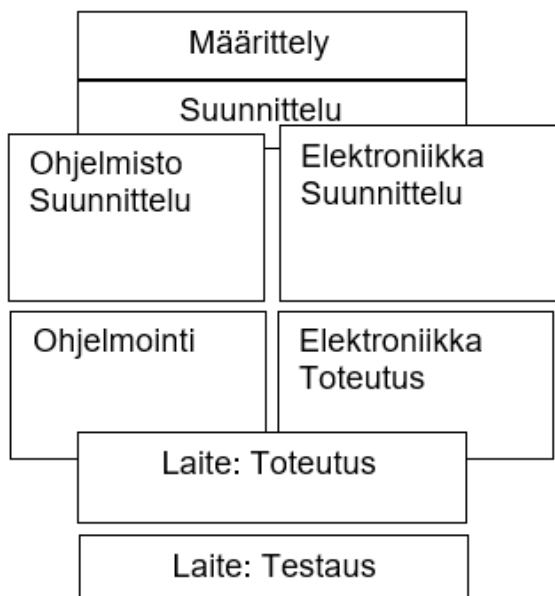 Määrittely
Suunnittelu
Ohjelmisto
Suunnittelu
Elektroniikka
Suunnittelu
Ohjelmointi
Elektroniikka
Toteutus
Laite: Toteutus
Laite: Testaus